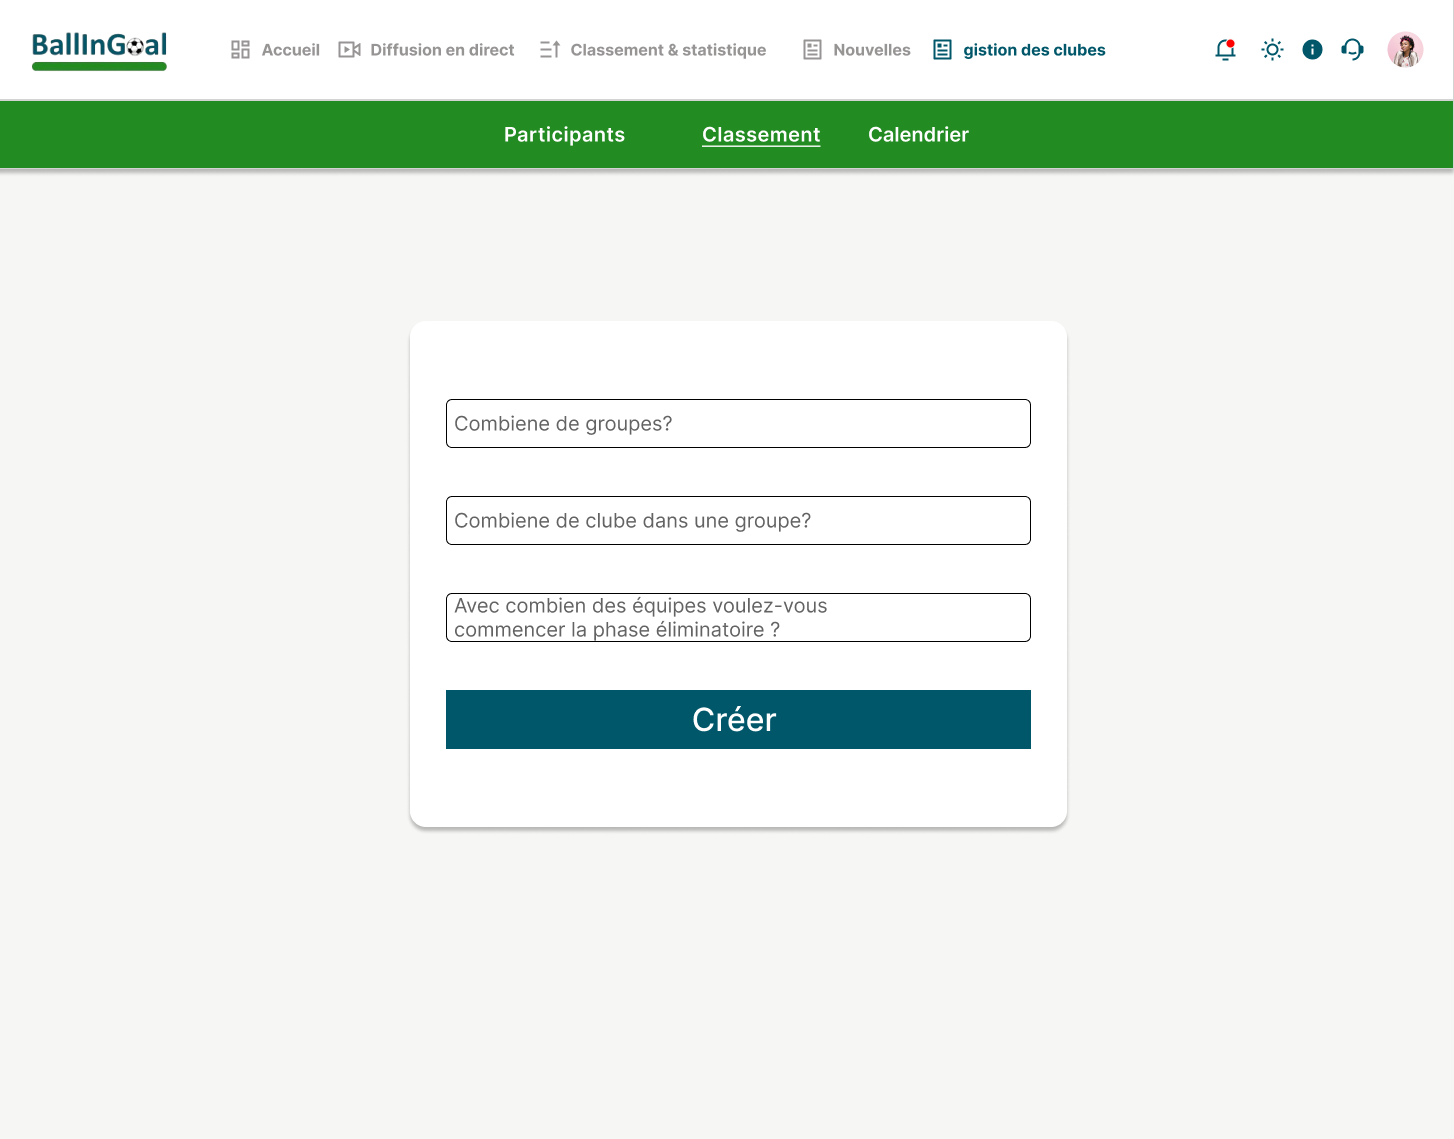 BallInGoal
Accueil
Diffusion en direct
Classement & statistique
Nouvelles
gistion des clubes
Participants
Classement
Calendrier
Combiene de groupes?
Combiene de clube dans une groupe?
Avec combien des équipes voulez-vous
commencer la phase éliminatoire ?
Créer